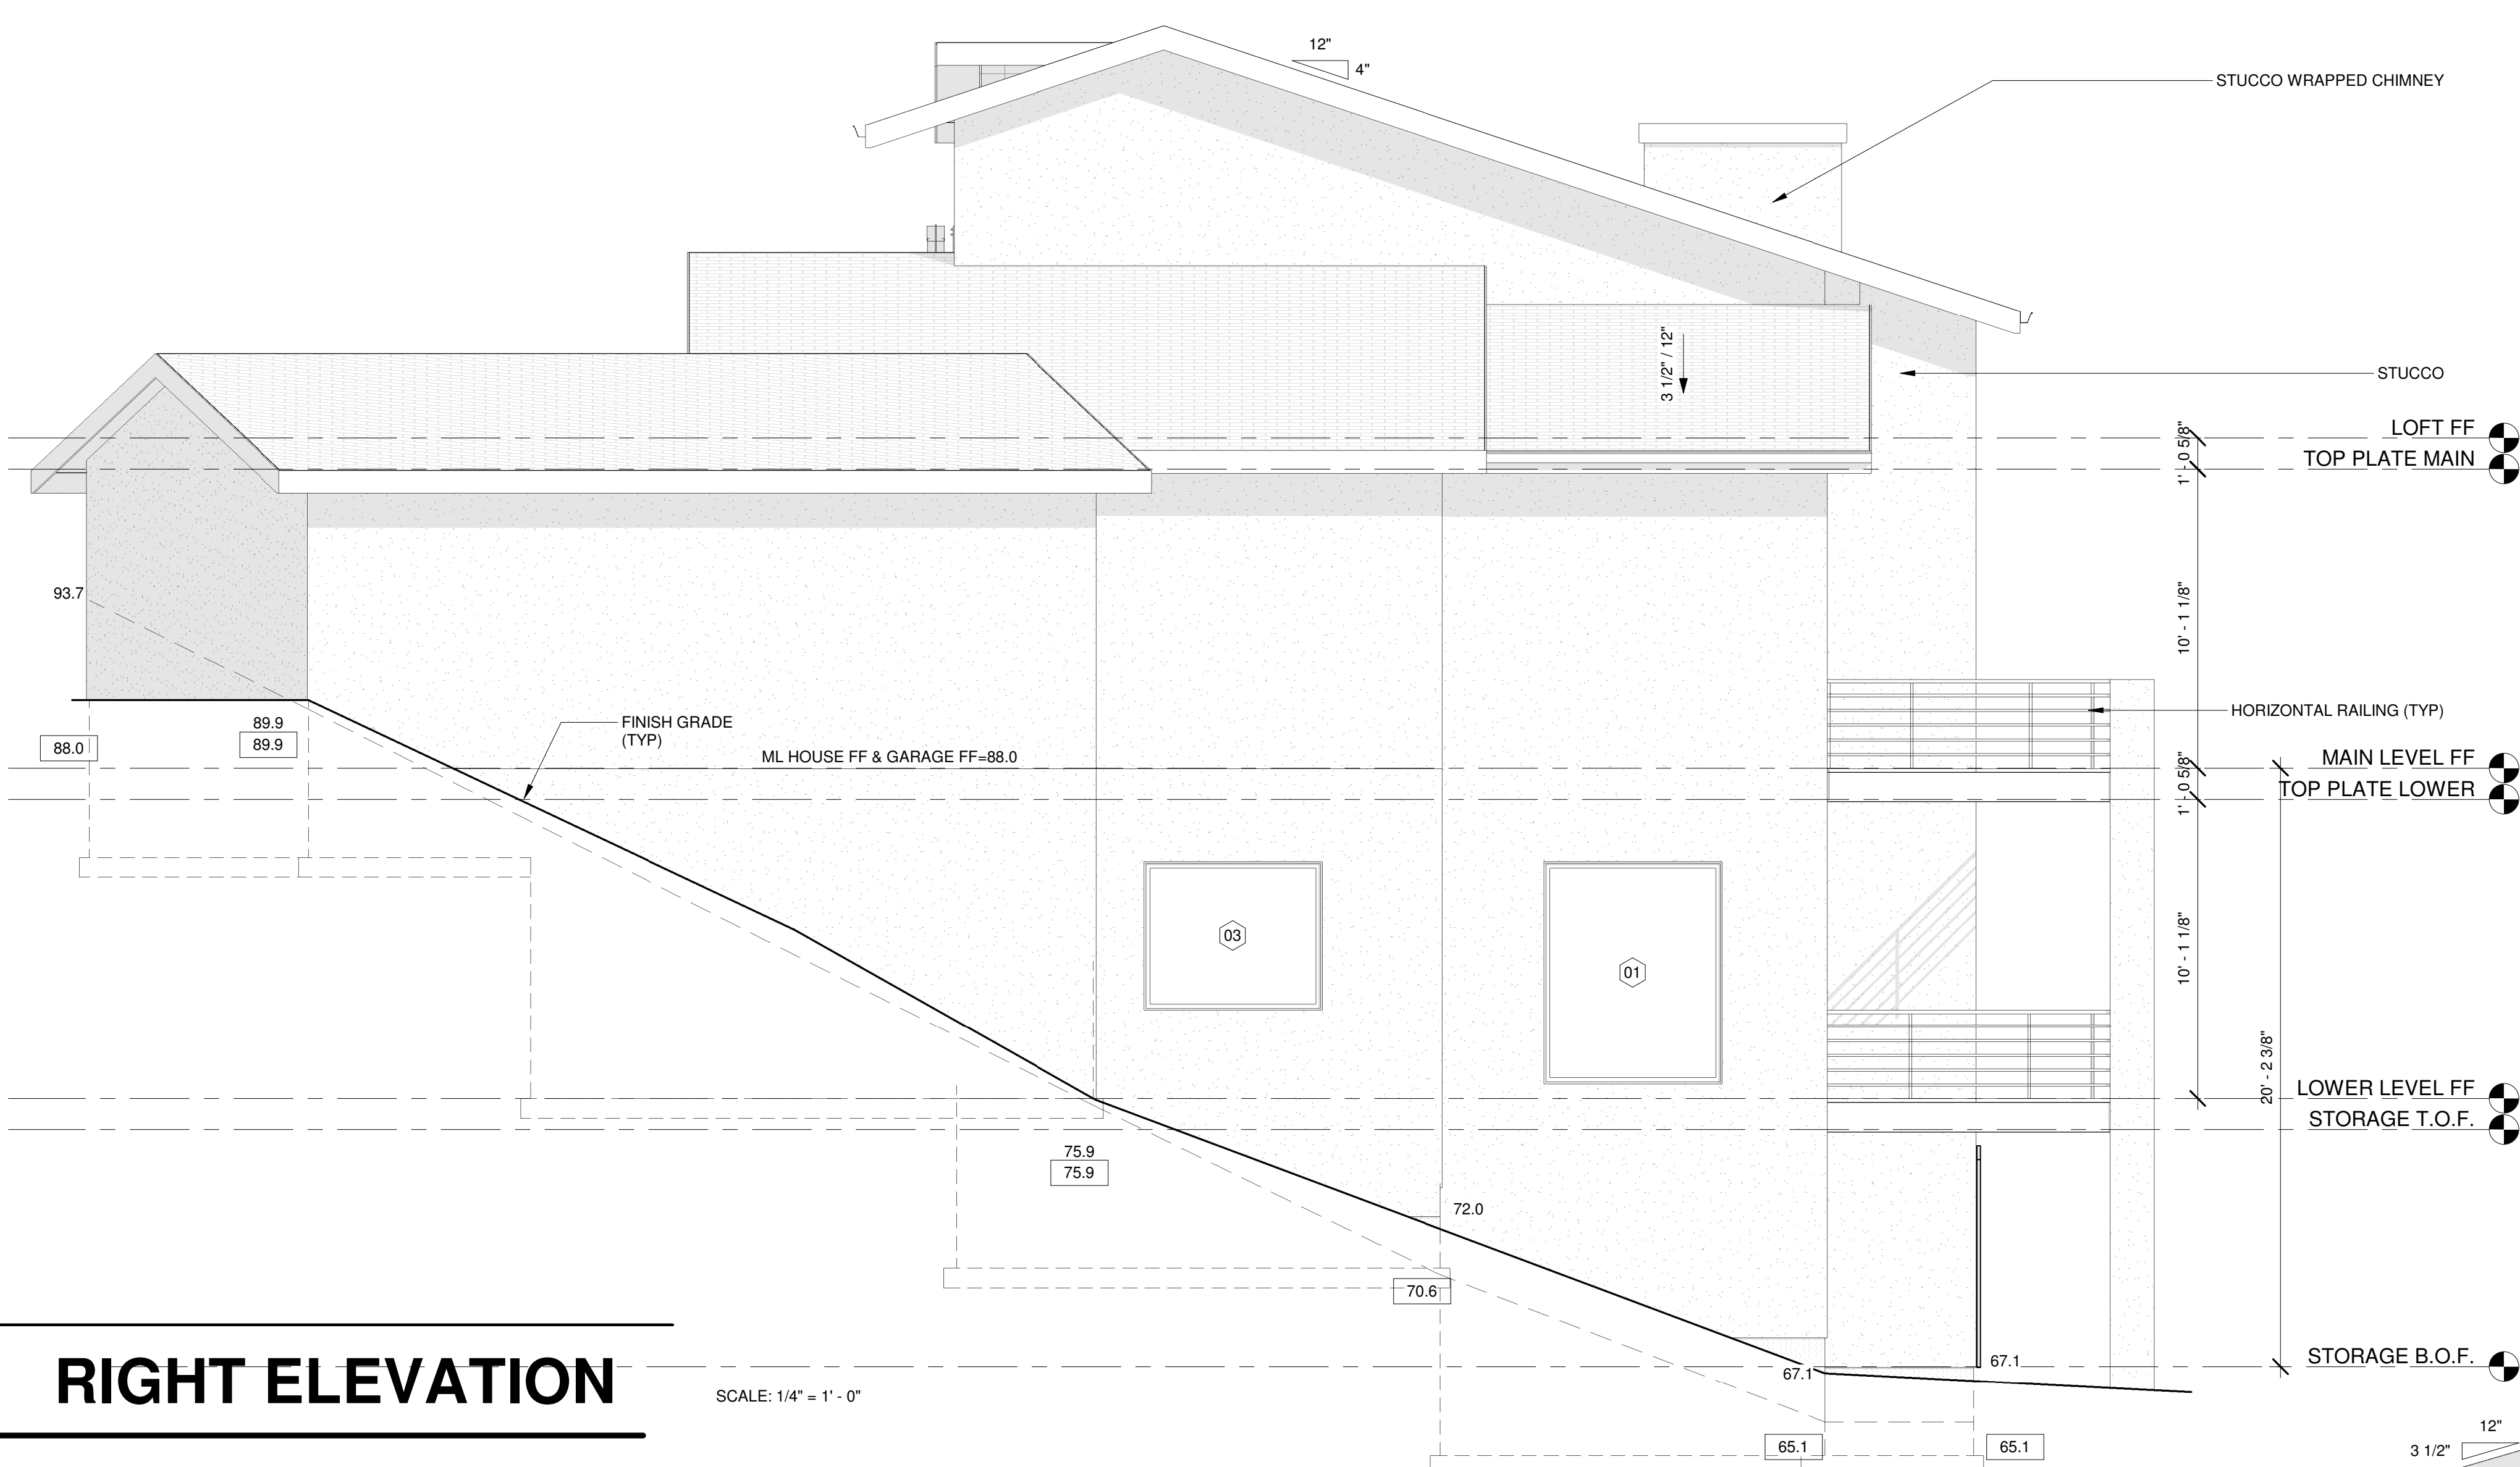 12"
4"
STUCCO WRAPPED CHIMNEY
3 1/2" / 12"
STUCCO
LOFT FF
1' - 0 5/8"
TOP PLATE MAIN
93.7
10' - 1 1/8"
89.9
89.9
88.0
FINISH GRADE
(TYP)
ML HOUSE FF & GARAGE FF=88.0
HORIZONTAL RAILING (TYP)
MAIN LEVEL FF
1' - 0 5/8"
TOP PLATE LOWER
03
01
10' - 1 1/8"
20' - 2 3/8"
LOWER LEVEL FF
STORAGE T.O.F.
75.9
75.9
72.0
70.6
67.1
67.1
STORAGE B.O.F.
RIGHT ELEVATION
SCALE: 1/4" = 1' - 0"
65.1
65.1
12"
3 1/2"